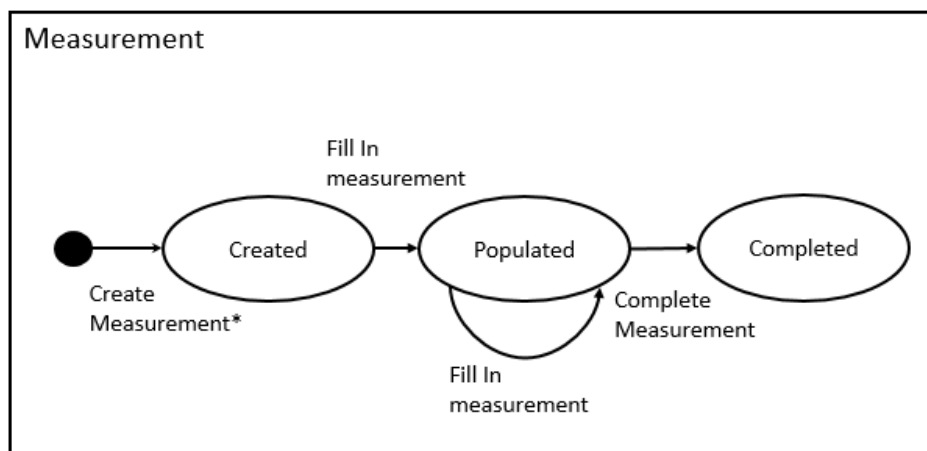 Measurement
Fill In
measurement
Created
Populated
Completed
Create
Measurement*
Complete
Measurement
Fill In
measurement